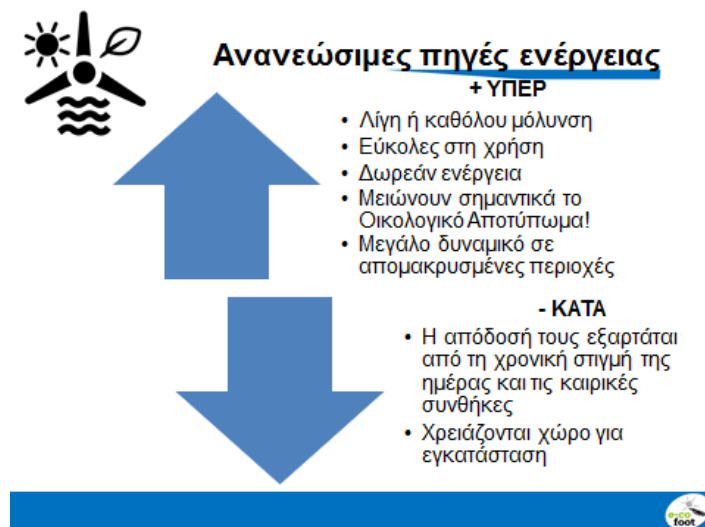 Ανανεώσιμες πηγές ενέργειας
+ ΥΠΕΡ
• Λίγη ή καθόλου μόλυνση
• Εύκολες στη χρήση
• Δωρεάν ενέργεια
• Μειώνουν σημαντικά το
Οικολογικό Αποτύπωμα!
• Μεγάλο δυναμικό σε
απομακρυσμένες περιοχές
- ΚΑΤΑ
• Η απόδοσή τους εξαρτάται
από τη χρονική στιγμή της
ημέρας και τις καιρικές
συνθήκες
• Χρειάζονται χώρο για
εγκατάσταση
e-co
foot